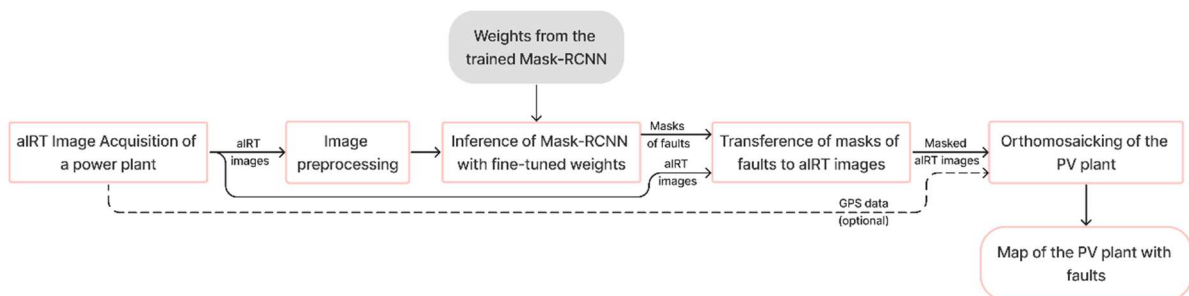 Weights from the
trained Mask-RCNN
aIRT Image Acquisition of
a power plant
aIRT
images
Image
preprocessing
Inference of Mask-RCNN
with fine-tuned weights
Masks
of faults
aIRT
images
Transference of masks of
faults to aIRT images
Masked
aIRT images
Orthomosaicking of the
PV plant
GPS data
(optional)
Map of the PV plant with
faults